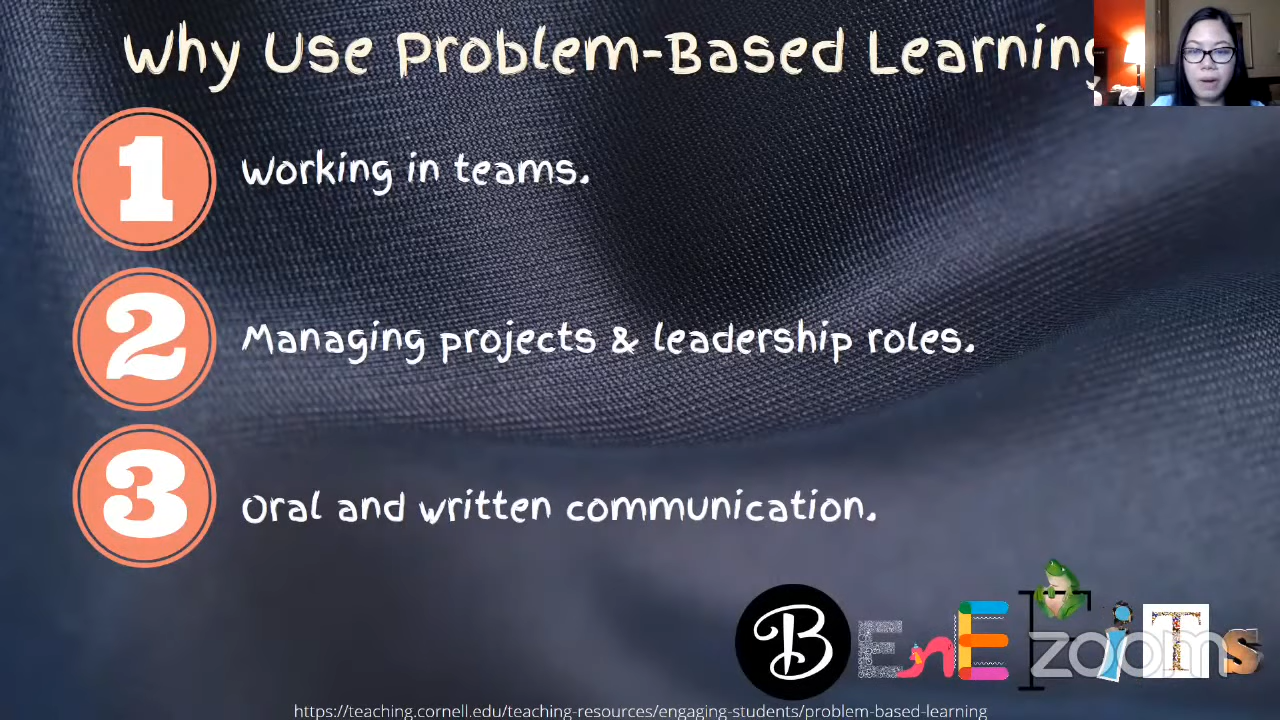 Why Use Problem-Based Learning
1
Working in teams.
2
Managing projects & leadership roles.
3
Oral and written communication.
BEnEFiTs
zoom
https://teaching.cornell.edu/teaching-resources/engaging-students/problem-based-learning